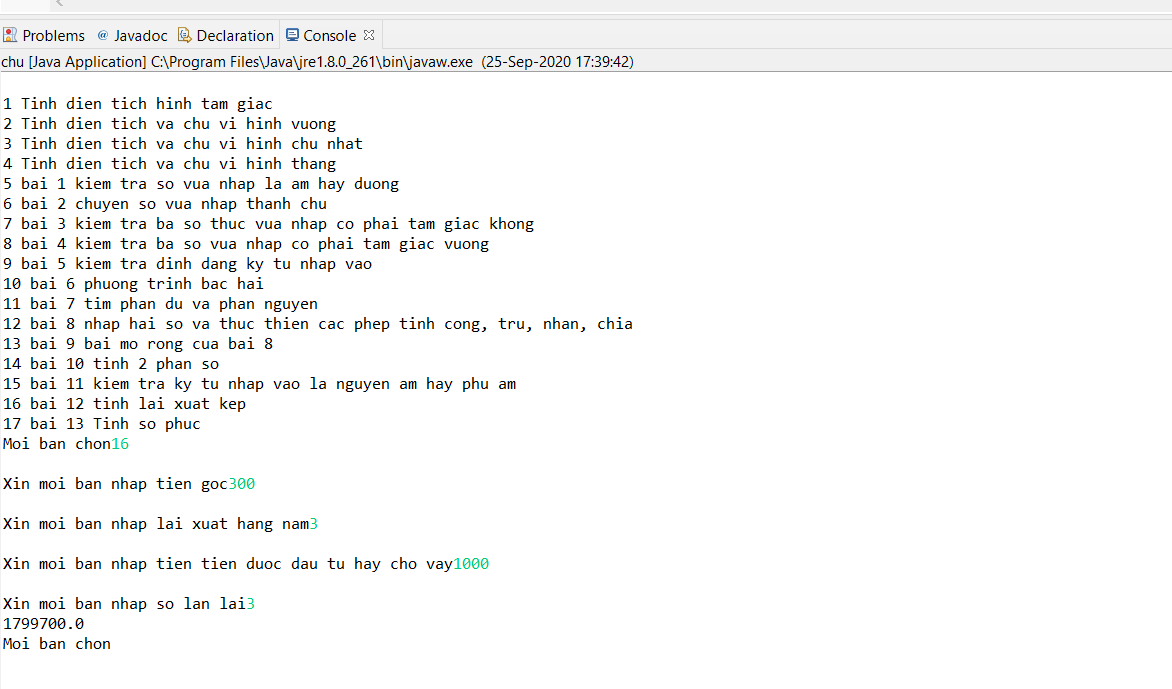 Problems @ Javadoc Declaration Console
chu [Java Application] C:\Program Files\Java\jre1.8.0_261\bin\javaw.exe (25-Sep-2020 17:39:42)
1 Tinh dien tich hinh tam giac
2 Tinh dien tich va chu vi hinh vuong
3 Tinh dien tich va chu vi hinh chu nhat
4 Tinh dien tich va chu vi hinh thang
5 bai 1 kiem tra so vua nhap la am hay duong
6 bai 2 chuyen so vua nhap thanh chu
7 bai 3 kiem tra ba so thuc vua nhap co phai tam giac khong
8 bai 4 kiem tra ba so vua nhap co phai tam giac vuong
9 bai 5 kiem tra dinh dang ky tu nhap vao
10 bai 6 phuong trinh bac hai
11 bai 7 tim phan du va phan nguyen
12 bai 8 nhap hai so va thuc thien cac phep tinh cong, tru, nhan, chia
13 bai 9 bai mo rong cua bai 8
14 bai 10 tinh 2 phan so
15 bai 11 kiem tra ky tu nhap vao la nguyen am hay phu am
16 bai 12 tinh lai xuat kep
17 bai 13 Tinh so phuc
Moi ban chon16
Xin moi ban nhap tien goc300
Xin moi ban nhap lai xuat hang nam3
Xin moi ban nhap tien tien duoc dau tu hay cho vay1000
Xin moi ban nhap so lan lai3
1799700.0
Moi ban chon